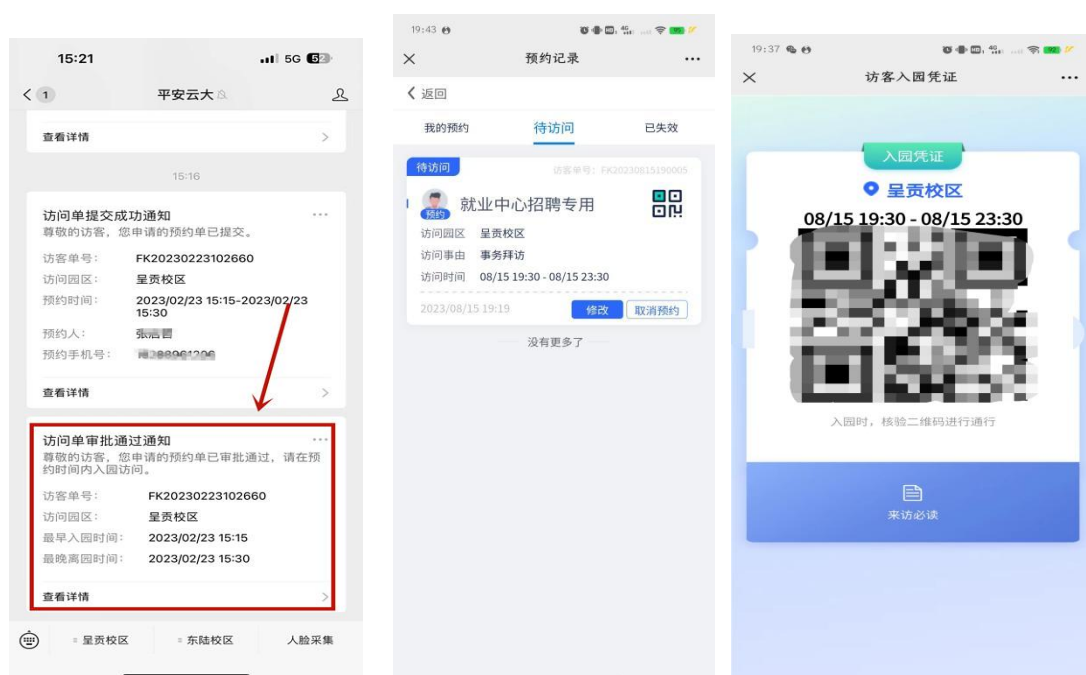 15:21
5G 52
1
平安云大
查看详情
15:16
访问单提交成功通知
尊敬的访客，您申请的预约单已提交。
访客单号： FK20230223102660
访问园区： 呈贡校区
预约时间： 2023/02/23 15:15-2023/02/23
15:30
预约人：
预约手机号：
查看详情
访问单审批通过通知
尊敬的访客，您申请的预约单已审批通过，请在预
约时间内入园访问。
访客单号： FK20230223102660
访问园区： 呈贡校区
最早入园时间： 2023/02/23 15:15
最晚离园时间： 2023/02/23 15:30
查看详情
呈贡校区 东陆校区 人脸采集
19:43
预约记录
返回
我的预约 待访问 已失效
待访问 访客单号：FK20230815190005
就业中心招聘专用
预约
访问园区 呈贡校区
访问事由 事务拜访
访问时间 08/15 19:30 - 08/15 23:30
2023/08/15 19:19 修改 取消预约
没有更多了
19:37
访客入园凭证
入园凭证
呈贡校区
08/15 19:30 - 08/15 23:30
入园时，核验二维码进行通行
来访必读